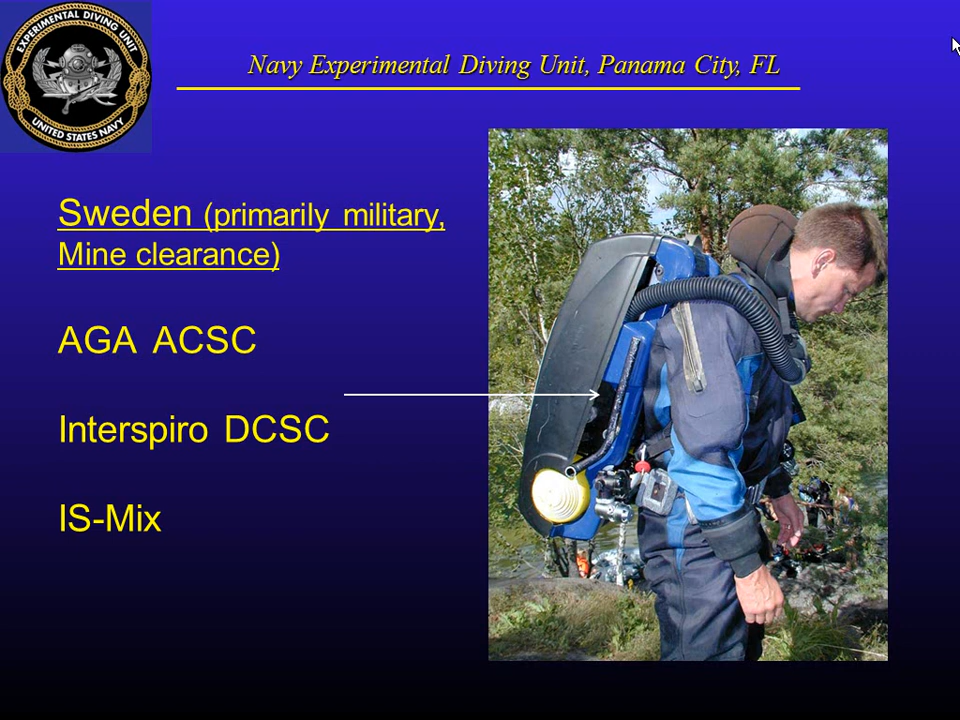 EXPERIMENTAL DIVING UNIT
UNITED STATES NAVY
Navy Experimental Diving Unit, Panama City, FL
Sweden (primarily military,
Mine clearance)
AGA ACSC
Interspiro DCSC
IS-Mix